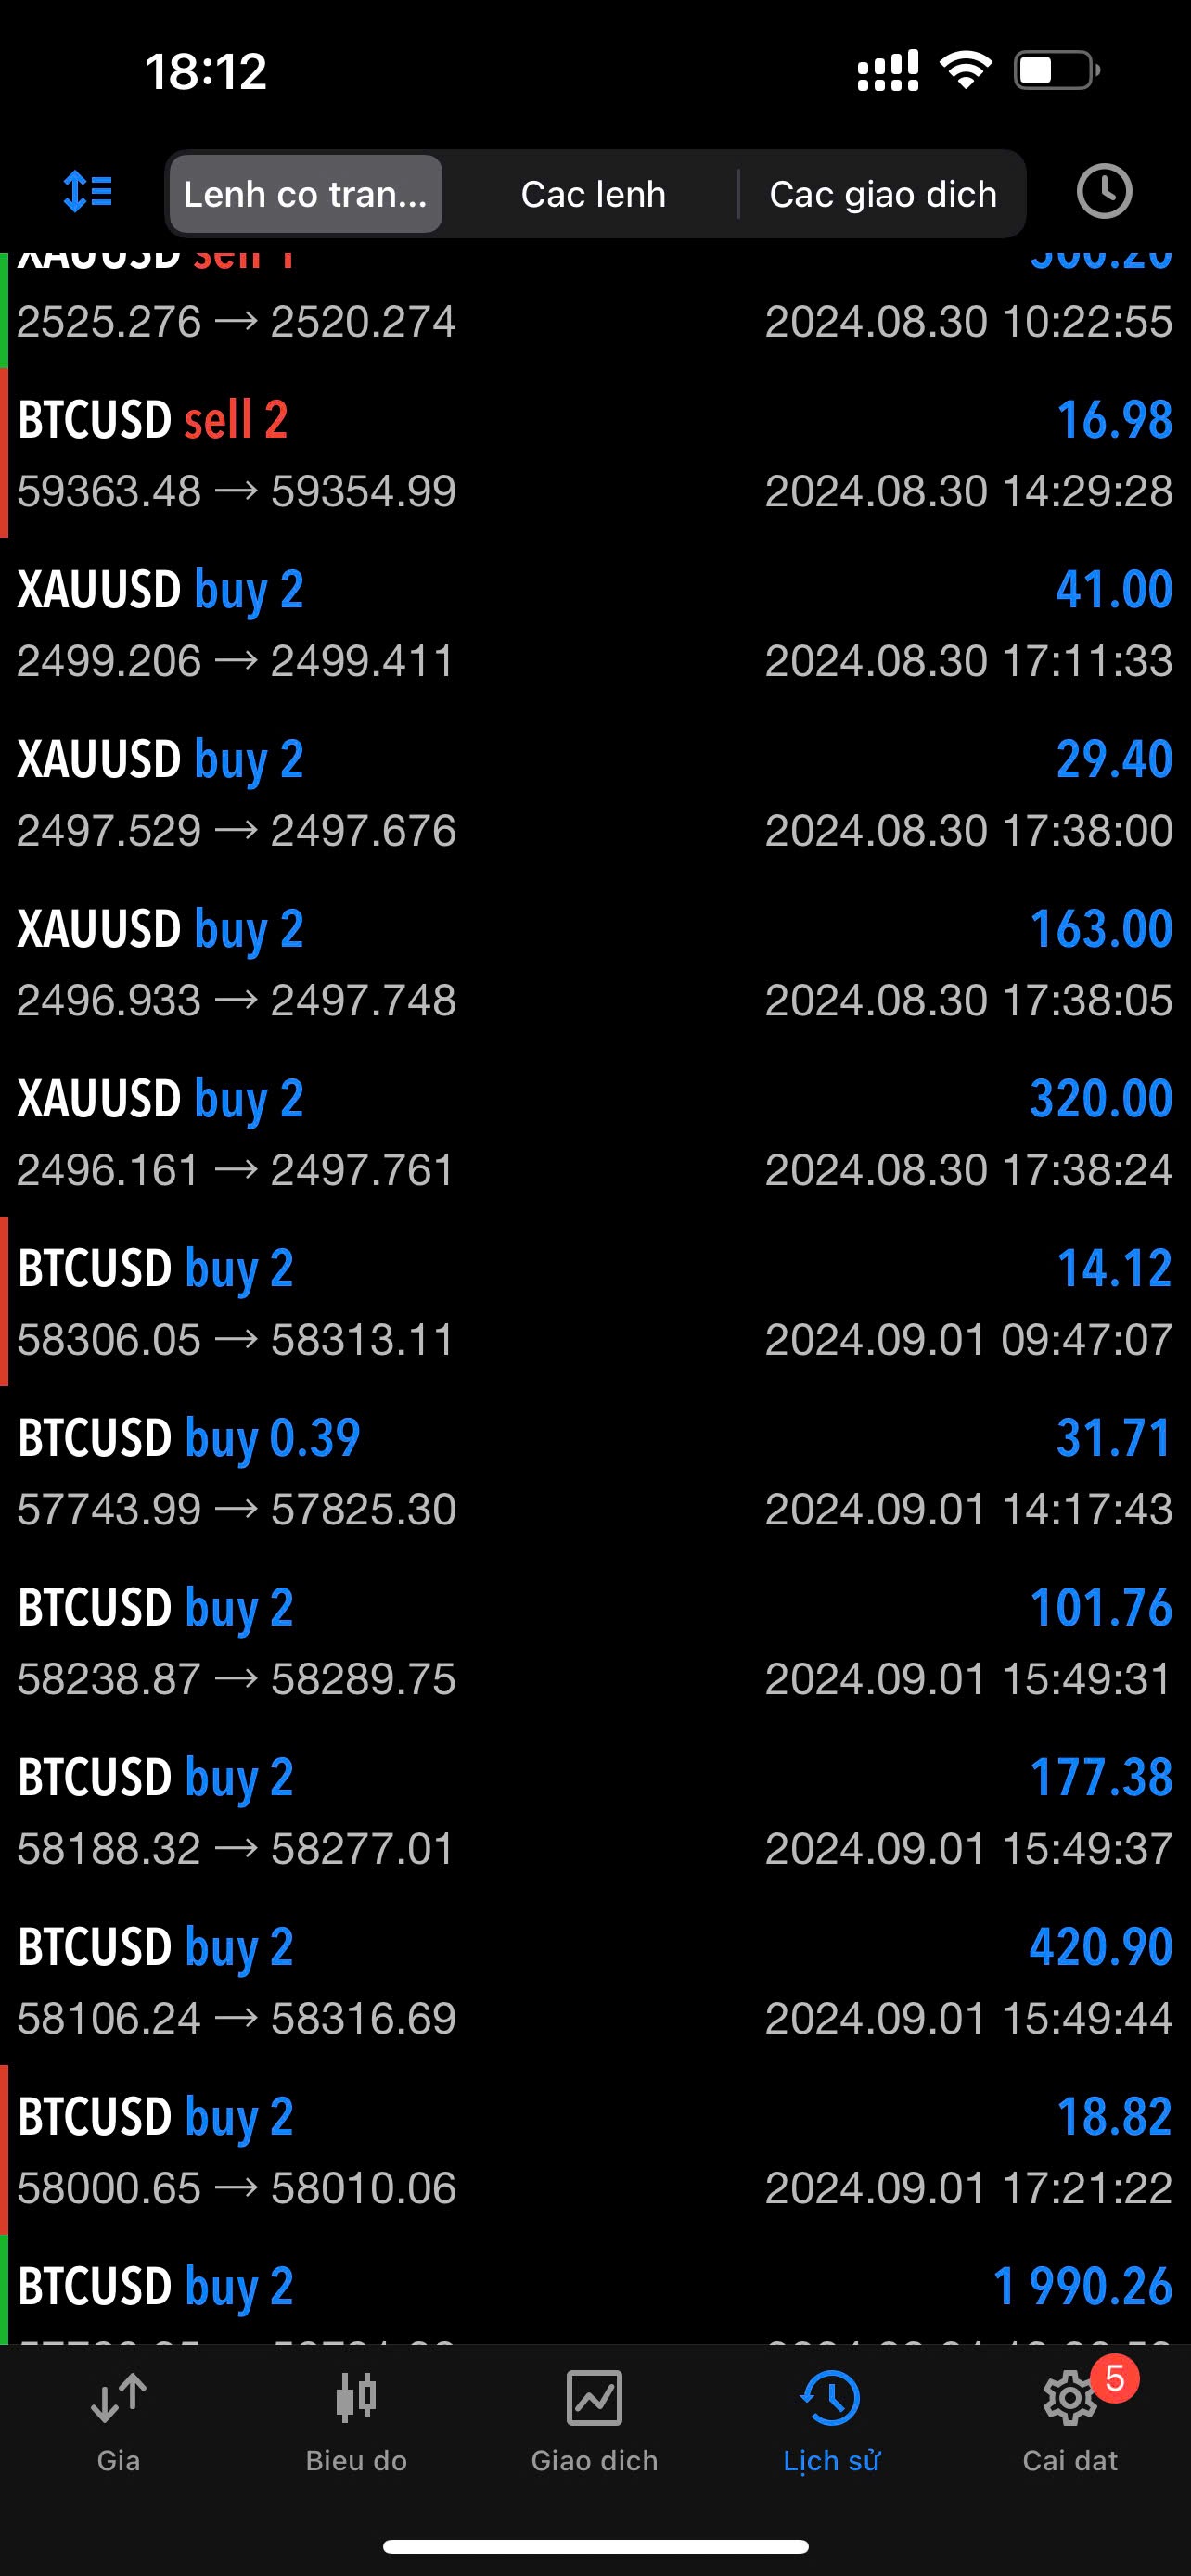 18:12
Lenh co tran... Cac lenh Cac giao dich
XAUUSD sell 1 500.20
2525.276 → 2520.274 2024.08.30 10:22:55
BTCUSD sell 2 16.98
59363.48 → 59354.99 2024.08.30 14:29:28
XAUUSD buy 2 41.00
2499.206 → 2499.411 2024.08.30 17:11:33
XAUUSD buy 2 29.40
2497.529 → 2497.676 2024.08.30 17:38:00
XAUUSD buy 2 163.00
2496.933 → 2497.748 2024.08.30 17:38:05
XAUUSD buy 2 320.00
2496.161 → 2497.761 2024.08.30 17:38:24
BTCUSD buy 2 14.12
58306.05 → 58313.11 2024.09.01 09:47:07
BTCUSD buy 0.39 31.71
57743.99 → 57825.30 2024.09.01 14:17:43
BTCUSD buy 2 101.76
58238.87 → 58289.75 2024.09.01 15:49:31
BTCUSD buy 2 177.38
58188.32 → 58277.01 2024.09.01 15:49:37
BTCUSD buy 2 420.90
58106.24 → 58316.69 2024.09.01 15:49:44
BTCUSD buy 2 18.82
58000.65 → 58010.06 2024.09.01 17:21:22
BTCUSD buy 2 1 990.26
5
Gia Bieu do Giao dich Lịch sử Cai dat